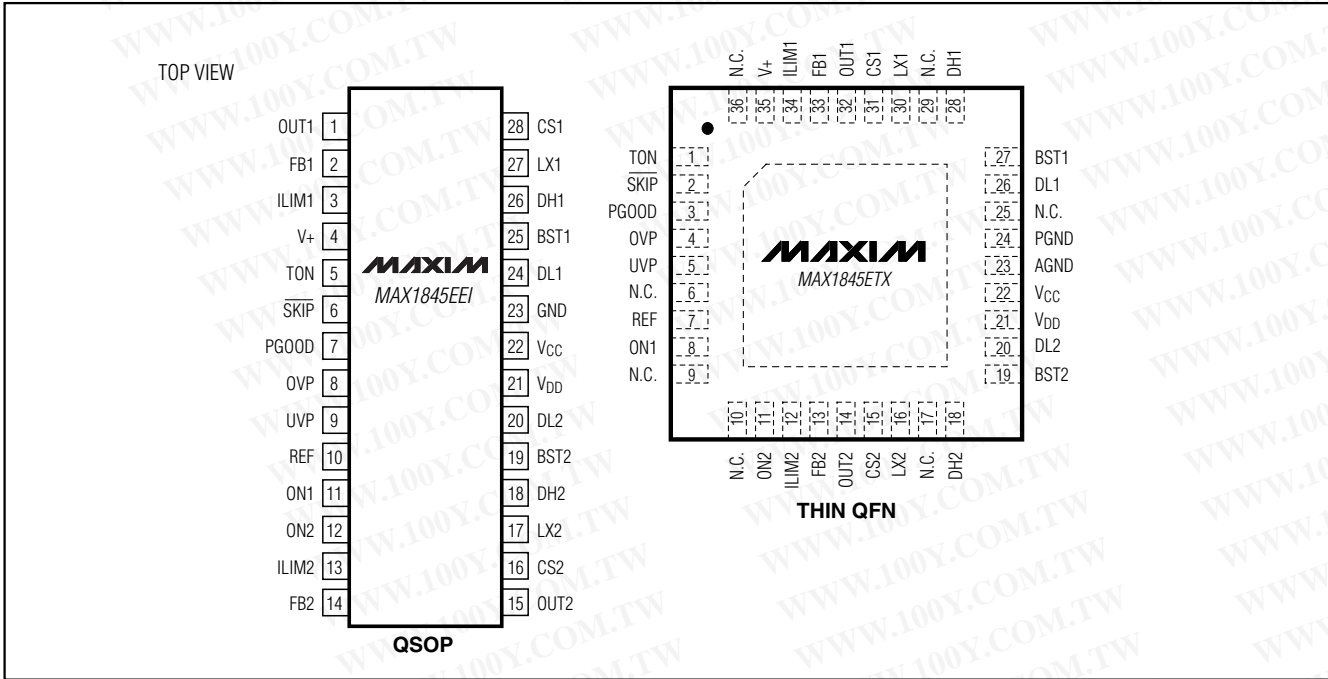 TOP VIEW
OUT1 1
FB1 2
ILIM1 3
V+ 4
TON 5
SKIP 6
PGOOD 7
OVP 8
UVP 9
REF 10
ON1 11
ON2 12
ILIM2 13
FB2 14
MAXIM
MAX1845EEI
28 CS1
27 LX1
26 DH1
25 BST1
24 DL1
23 GND
22 VCC
21 VDD
20 DL2
19 BST2
18 DH2
17 LX2
16 CS2
15 OUT2
QSOP
N.C. V+ ILIM1 FB1 OUT1 CS1 LX1 N.C. DH1
36 35 34 33 32 31 30 29 28
TON 1
SKIP 2
PGOOD 3
OVP 4
UVP 5
N.C. 6
REF 7
ON1 8
N.C. 9
MAXIM
MAX1845ETX
27 BST1
26 DL1
25 N.C.
24 PGND
23 AGND
22 VCC
21 VDD
20 DL2
19 BST2
10 11 12 13 14 15 16 17 18
N.C. ON2 ILIM2 FB2 OUT2 CS2 LX2 N.C. DH2
THIN QFN
WWW.100Y.COM.TW